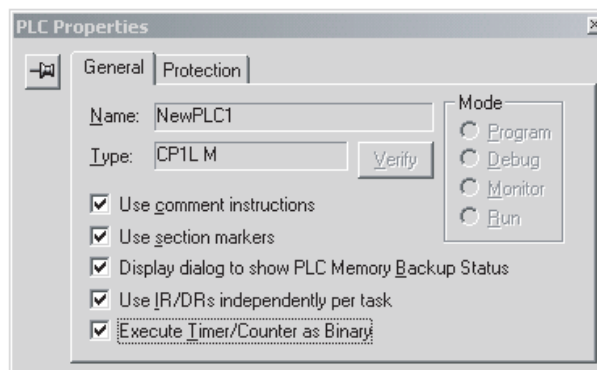 PLC Properties
General Protection
Name: NewPLC1
Type: CP1L M Verify
Mode
Program
Debug
Monitor
Run
Use comment instructions
Use section markers
Display dialog to show PLC Memory Backup Status
Use IR/DRs independently per task
Execute Timer/Counter as Binary